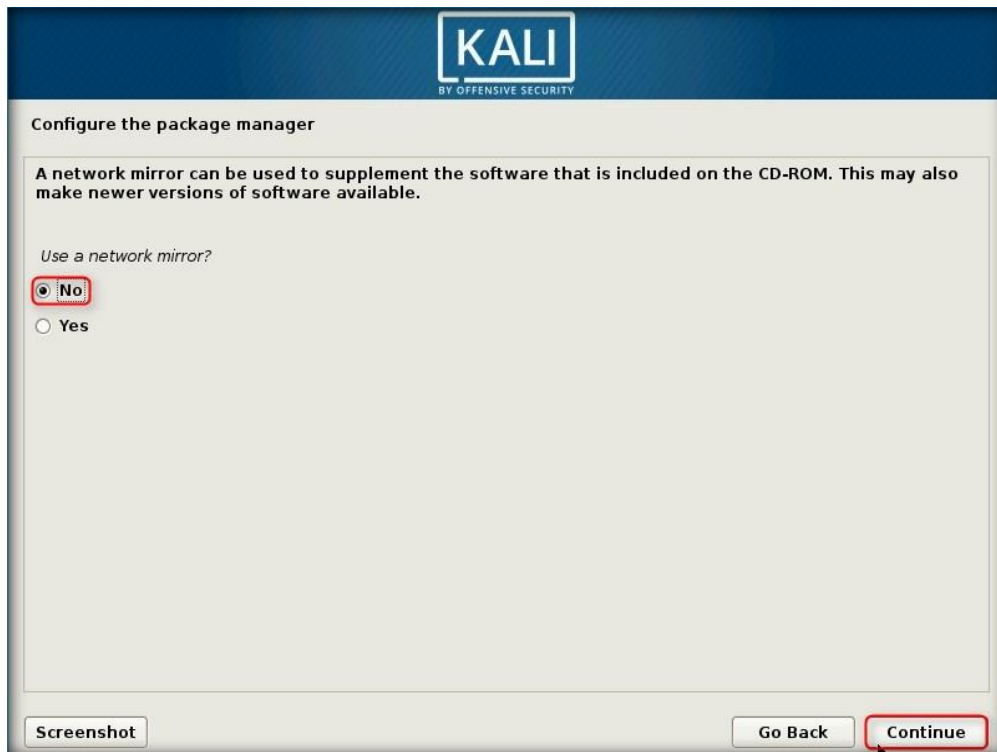 KALI
BY OFFENSIVE SECURITY
Configure the package manager
A network mirror can be used to supplement the software that is included on the CD-ROM. This may also
make newer versions of software available.
Use a network mirror?
No
Yes
Screenshot
Go Back
Continue